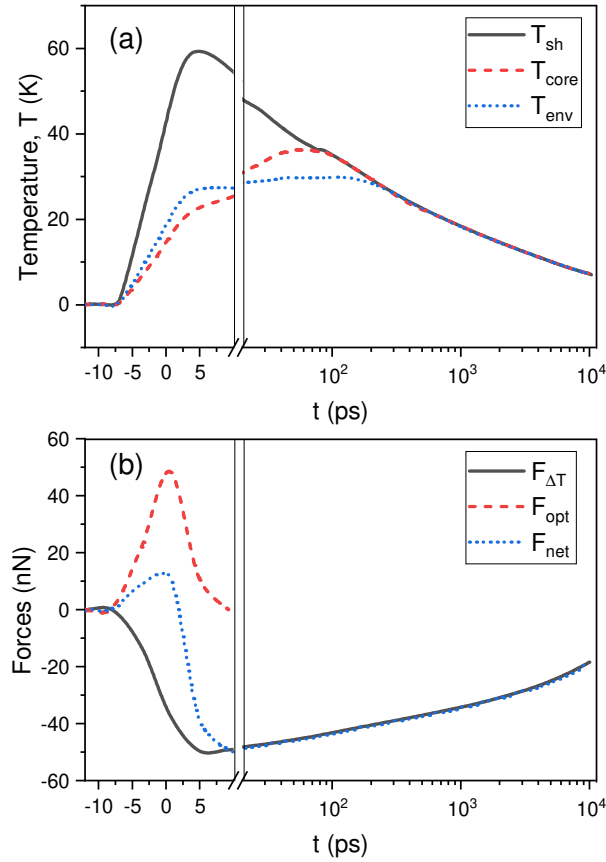 (a)
T_sh
T_core
T_env
Temperature, T (K)
60
40
20
0
-10 -5 0 5 10^2 10^3 10^4
t (ps)
(b)
F_ΔT
F_opt
F_net
Forces (nN)
60
50
40
20
0
-20
-40
-60
-10 -5 0 5 10^2 10^3 10^4
t (ps)